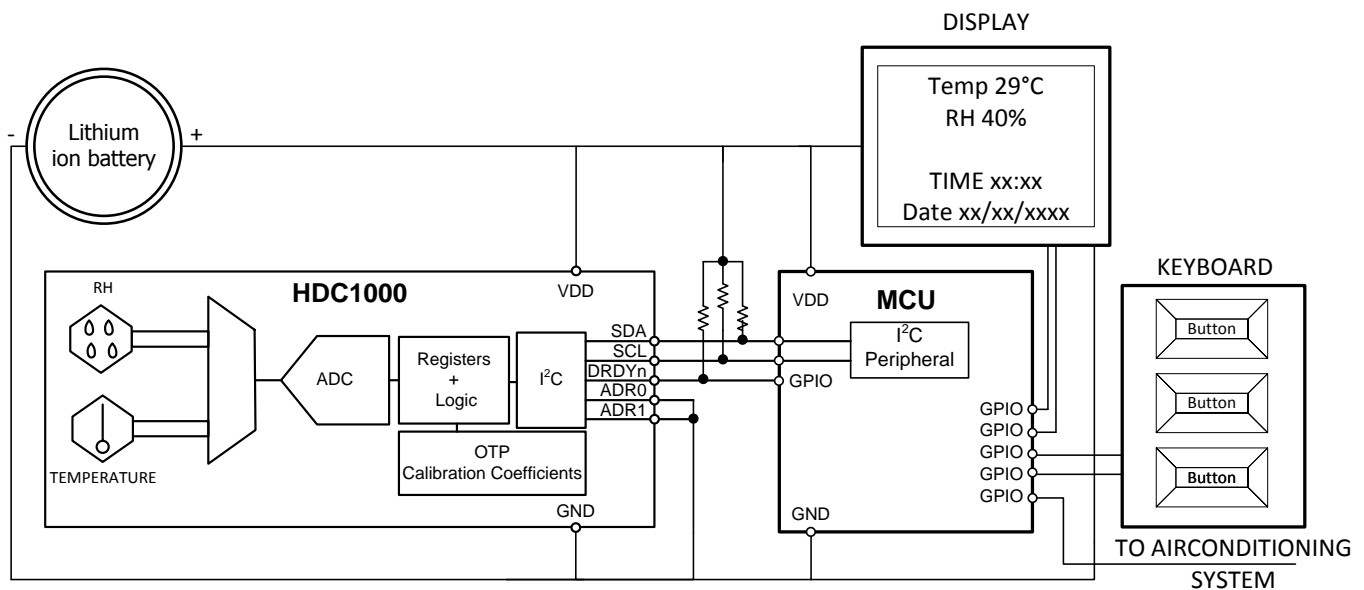 DISPLAY
Temp 29°C
RH 40%
TIME xx:xx
Date xx/xx/xxxx
-
Lithium
ion battery
+
HDC1000
RH
TEMPERATURE
ADC
Registers
+
Logic
I²C
OTP
Calibration Coefficients
VDD
SDA
SCL
DRDYn
ADR0
ADR1
GND
MCU
VDD
I²C
Peripheral
GPIO
GPIO
GPIO
GPIO
GPIO
GPIO
GND
KEYBOARD
Button
Button
Button
TO AIRCONDITIONING
SYSTEM